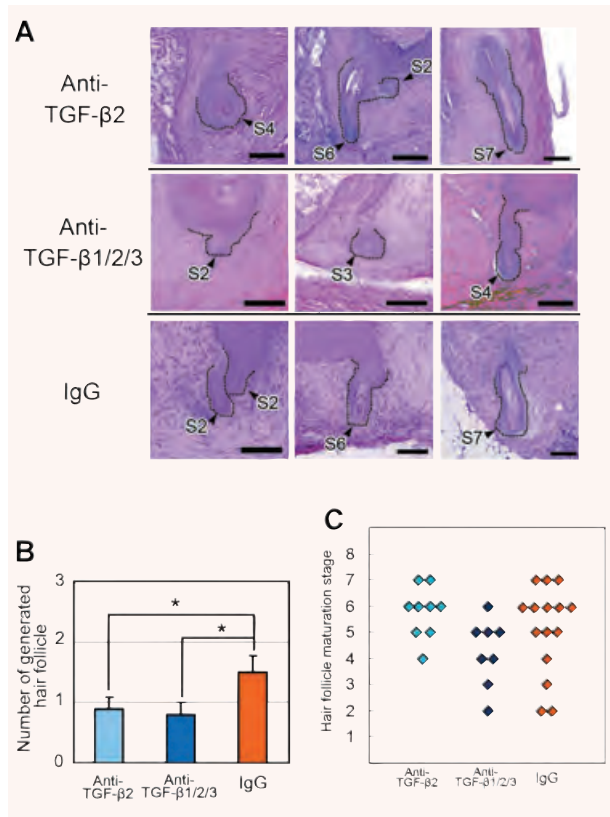 A
Anti-
TGF-β2
S4
S6
S2
S7
Anti-
TGF-β1/2/3
S2
S3
S4
IgG
S2
S2
S6
S7
B
Number of generated
hair follicle
3
2
1
0
*
*
Anti-
TGF-β2
Anti-
TGF-β1/2/3
IgG
C
Hair follicle maturation stage
8
7
6
5
4
3
2
1
Anti-
TGF-β2
Anti-
TGF-β1/2/3
IgG